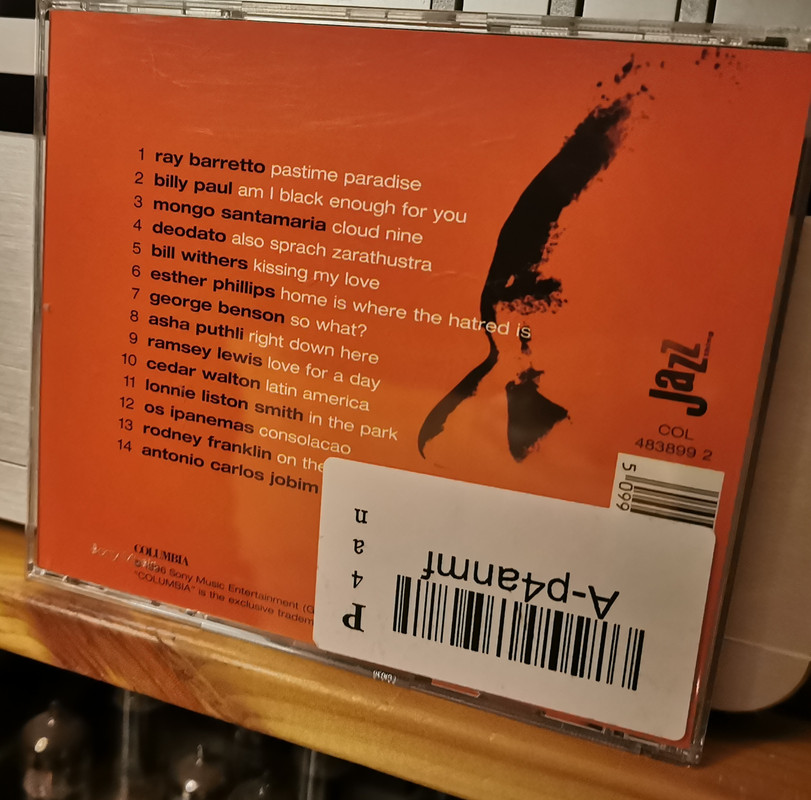 1 ray barretto pastime paradise
2 billy paul am I black enough for you
3 mongo santamaria cloud nine
4 deodato also sprach zarathustra
5 bill withers kissing my love
6 esther phillips home is where the hatred is
7 george benson so what?
8 asha puthli right down here
9 ramsey lewis love for a day
10 cedar walton latin america
11 lonnie liston smith in the park
12 os ipanemas consolacao
13 rodney franklin on the
14 antonio carlos jobim
Jazz
COL
483899 2
5 099
A-p4anmf
P 4 a n
COLUMBIA
1996 Sony Music Entertainment (G
"COLUMBIA" is the exclusive tradem